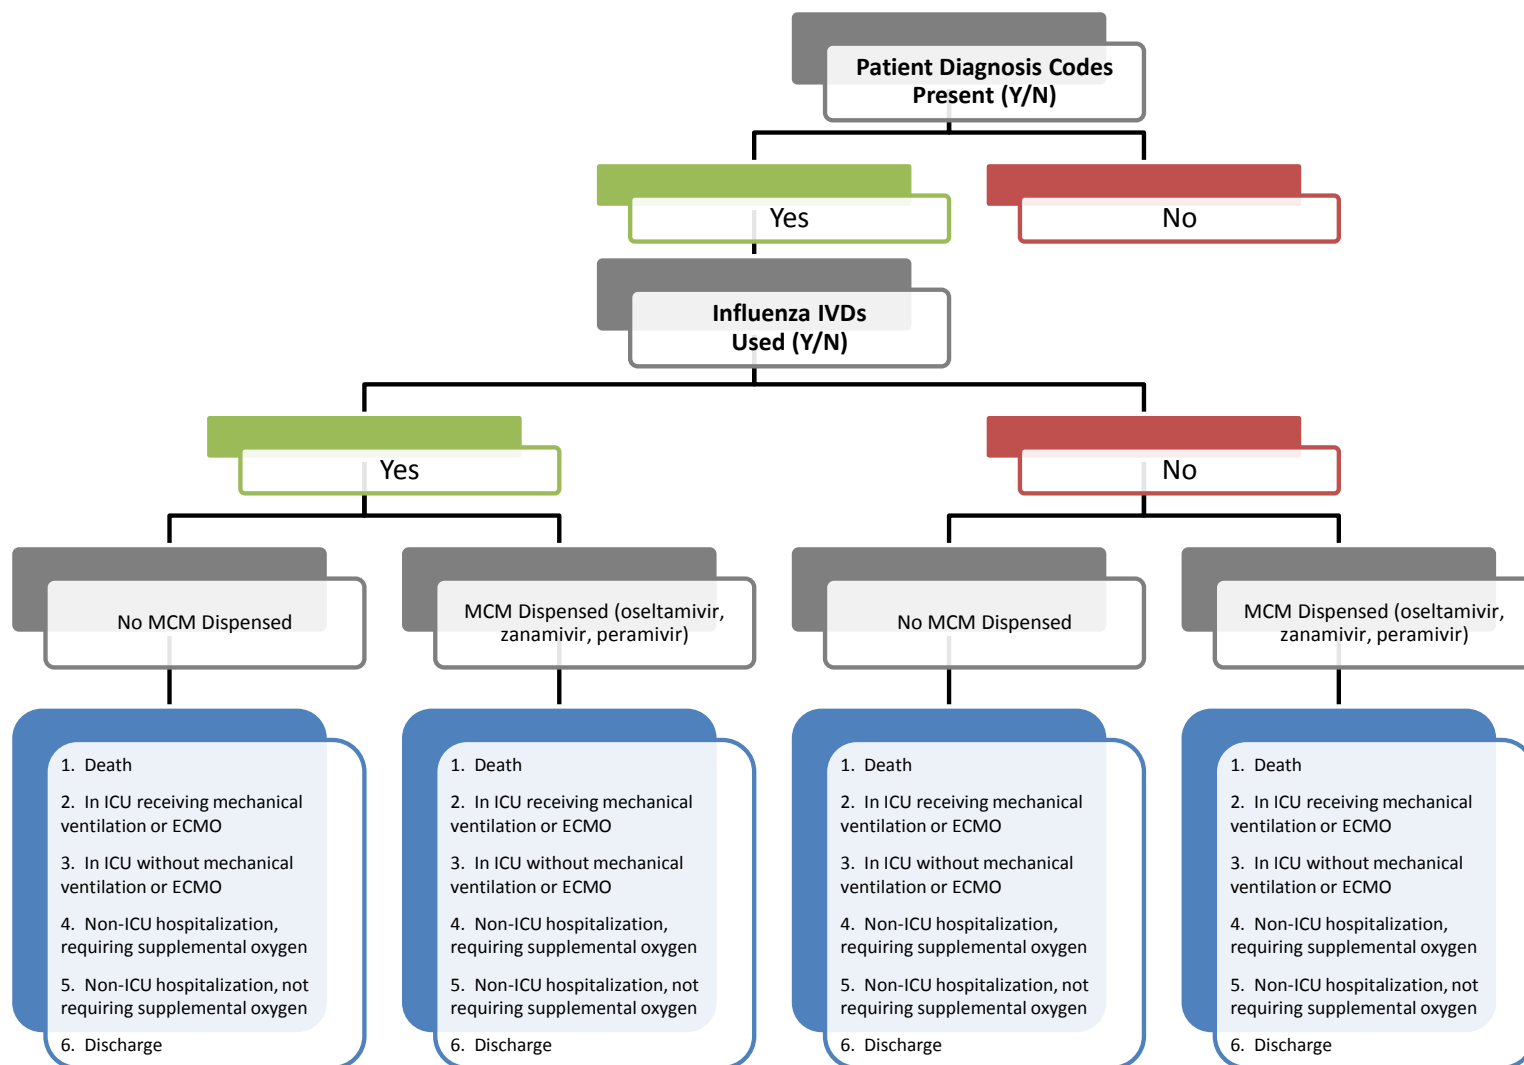 Patient Diagnosis Codes
Present (Y/N)
Yes
No
Influenza IVDs
Used (Y/N)
Yes
No
No MCM Dispensed
MCM Dispensed (oseltamivir,
zanamivir, peramivir)
No MCM Dispensed
MCM Dispensed (oseltamivir,
zanamivir, peramivir)
1. Death
2. In ICU receiving mechanical
ventilation or ECMO
3. In ICU without mechanical
ventilation or ECMO
4. Non-ICU hospitalization,
requiring supplemental oxygen
5. Non-ICU hospitalization, not
requiring supplemental oxygen
6. Discharge
1. Death
2. In ICU receiving mechanical
ventilation or ECMO
3. In ICU without mechanical
ventilation or ECMO
4. Non-ICU hospitalization,
requiring supplemental oxygen
5. Non-ICU hospitalization, not
requiring supplemental oxygen
6. Discharge
1. Death
2. In ICU receiving mechanical
ventilation or ECMO
3. In ICU without mechanical
ventilation or ECMO
4. Non-ICU hospitalization,
requiring supplemental oxygen
5. Non-ICU hospitalization, not
requiring supplemental oxygen
6. Discharge
1. Death
2. In ICU receiving mechanical
ventilation or ECMO
3. In ICU without mechanical
ventilation or ECMO
4. Non-ICU hospitalization,
requiring supplemental oxygen
5. Non-ICU hospitalization, not
requiring supplemental oxygen
6. Discharge